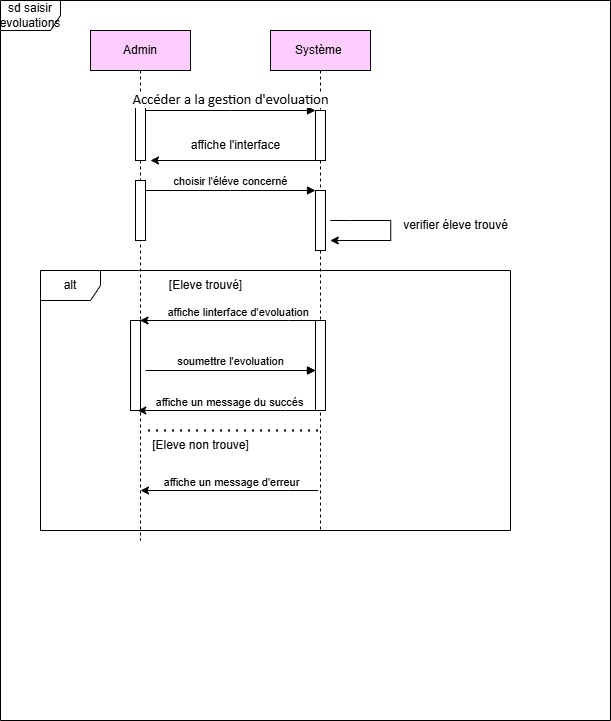 sd saisir
evoluations
Admin
Système
Accéder a la gestion d'evoluation
affiche l'interface
choisir l'éléve concerné
verifier éleve trouvé
alt
[Eleve trouvé]
affiche linterface d'evoluation
soumettre l'evoluation
affiche un message du succés
[Eleve non trouve]
affiche un message d'erreur